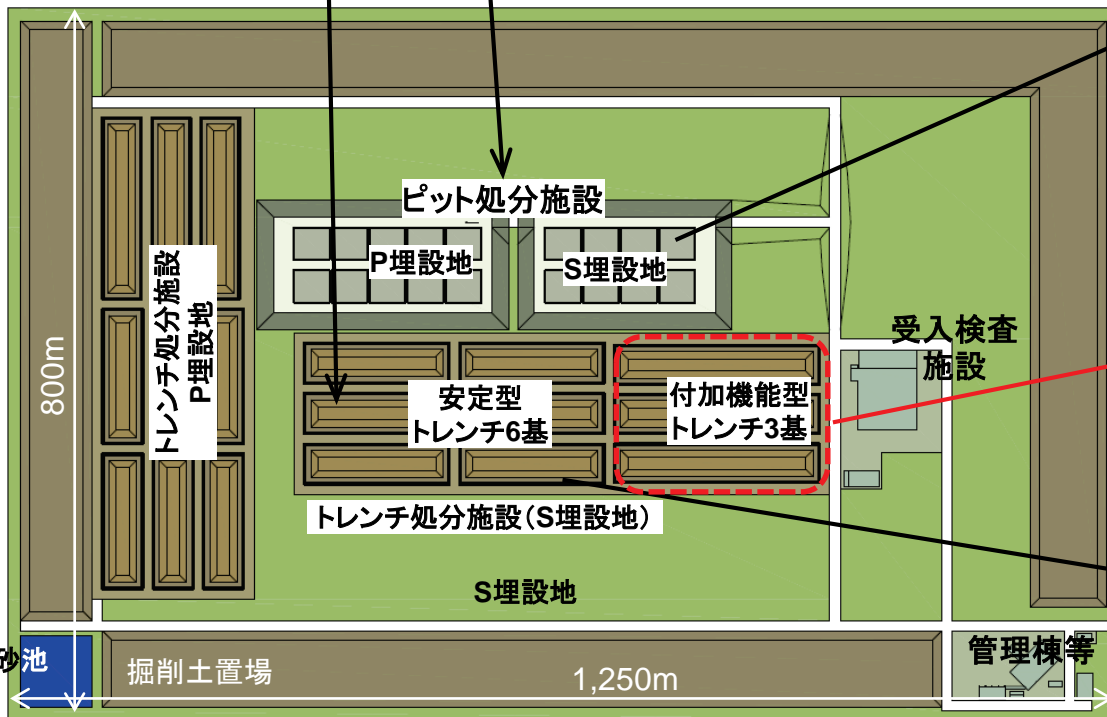 ピット処分施設
P埋設地
S埋設地
トレンチ処分施設
P埋設地
800m
受入検査
施設
安定型
トレンチ6基
付加機能型
トレンチ3基
トレンチ処分施設(S埋設地)
S埋設地
砂池
掘削土置場
1,250m
管理棟等